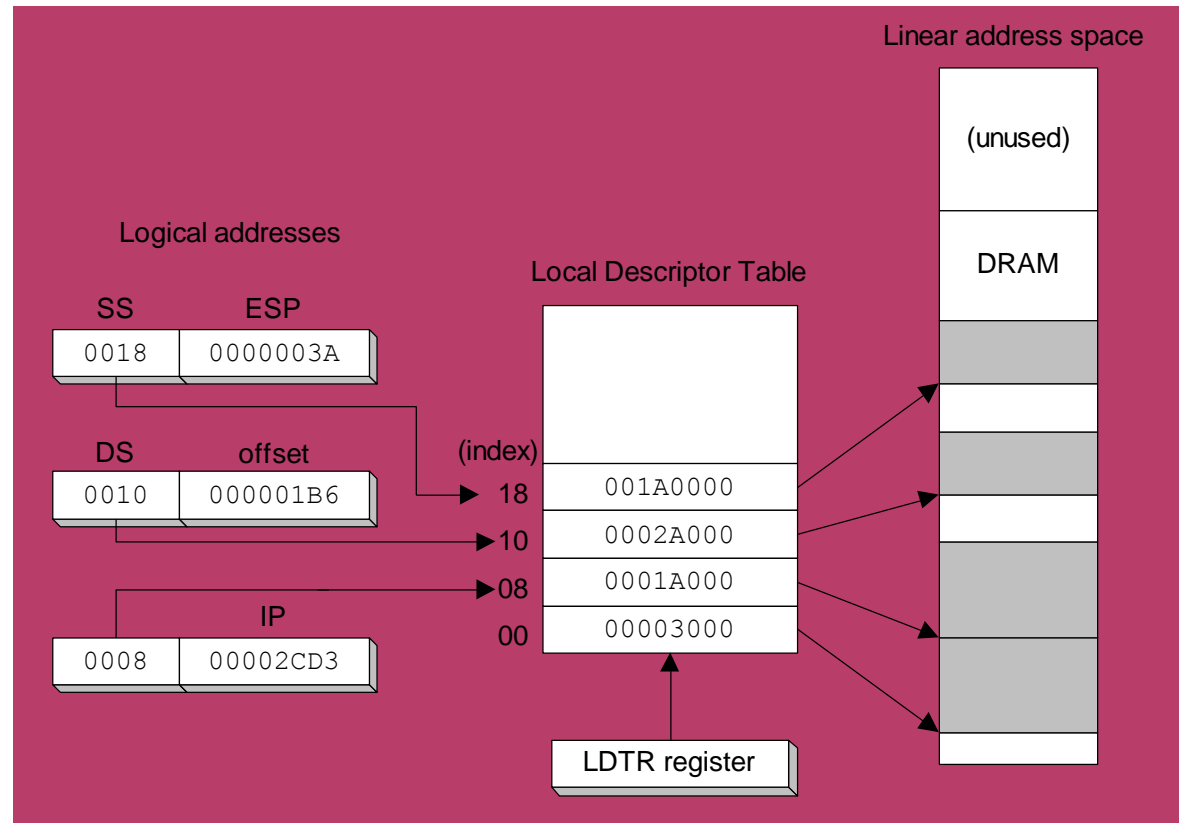 Linear address space
(unused)
Logical addresses
DRAM
Local Descriptor Table
SS ESP
0018 0000003A
DS offset
(index)
0010 000001B6
18 001A0000
10 0002A000
08 0001A000
IP
00 00003000
0008 00002CD3
LDTR register